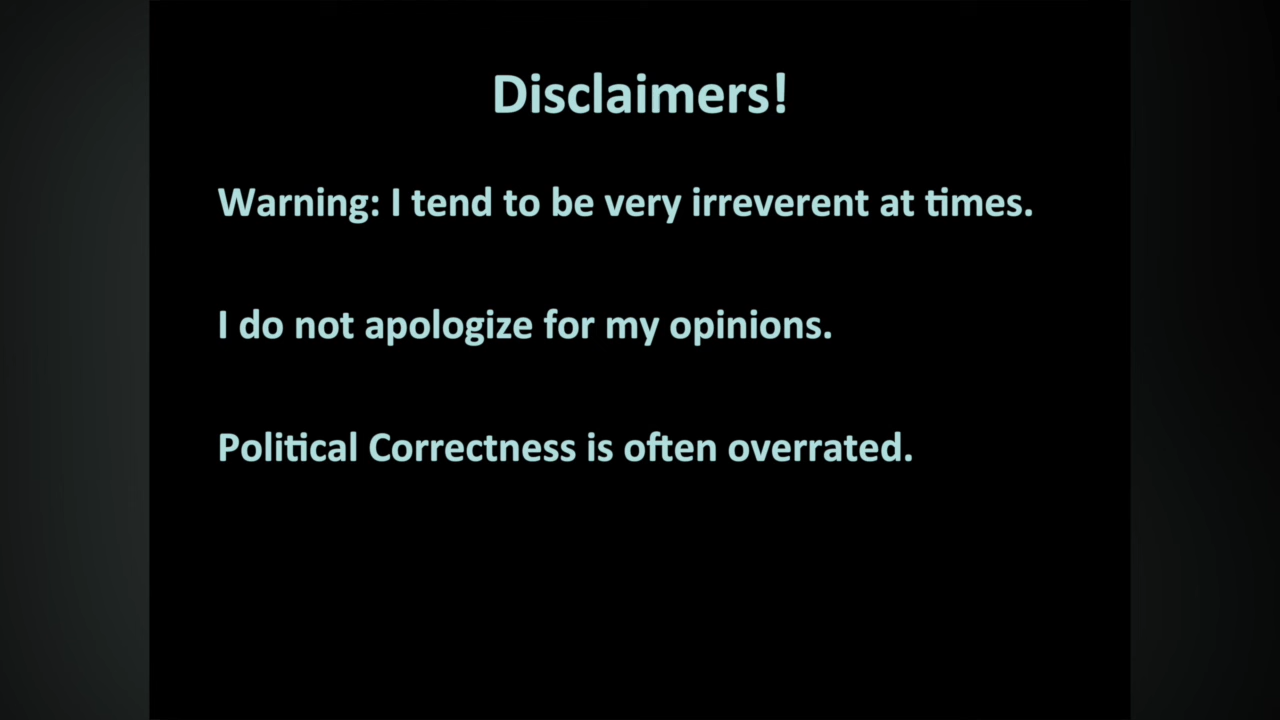 Disclaimers!
Warning: I tend to be very irreverent at times.
I do not apologize for my opinions.
Political Correctness is often overrated.